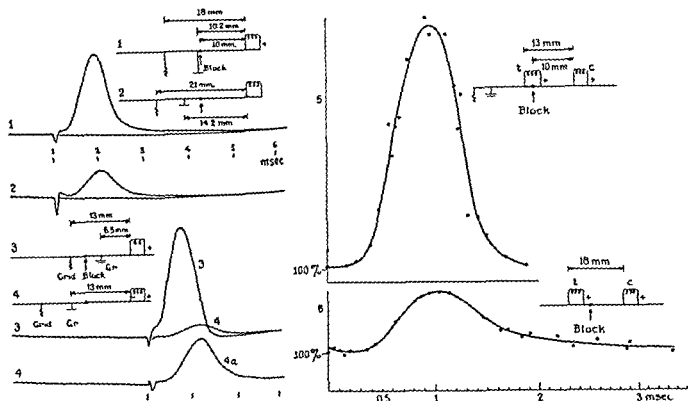 18 mm
10.2 mm
10 mm
1
+
Block
2
21 mm
14.2 mm
1
1 2 3 4 5 6
msec
2
13 mm
6.5 mm
3
+
Grid Block Gr
4
13 mm
+
Grid Gr
3
4
3
4
4a
5
13 mm
10 mm
t c
+ +
Block
100%
6
18 mm
t c
+ +
Block
100%
0.5 1 2 3 msec